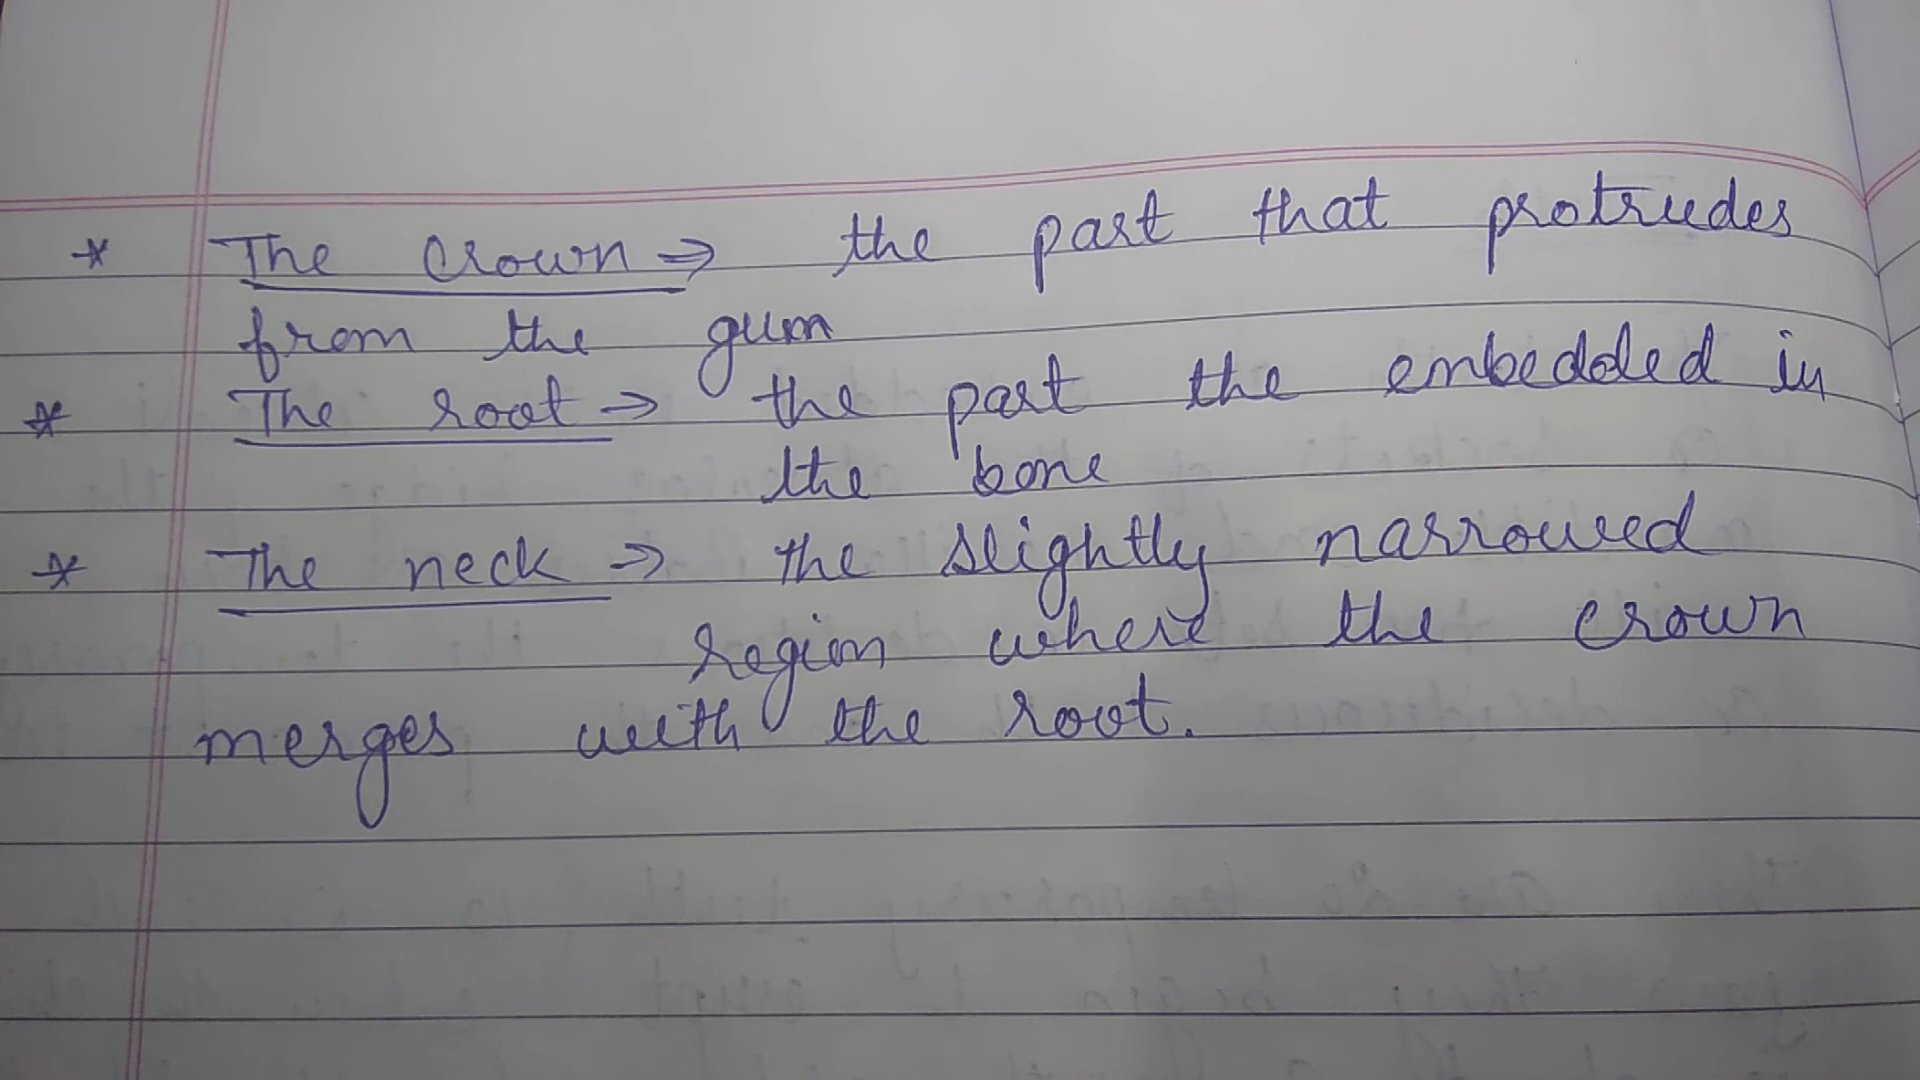 * The crown ⇒ the part that protrudes
from the gum
* The root → the part the embedded in
the bone
* The neck ⇒ the slightly narrowed
region where the crown
merges with the root.